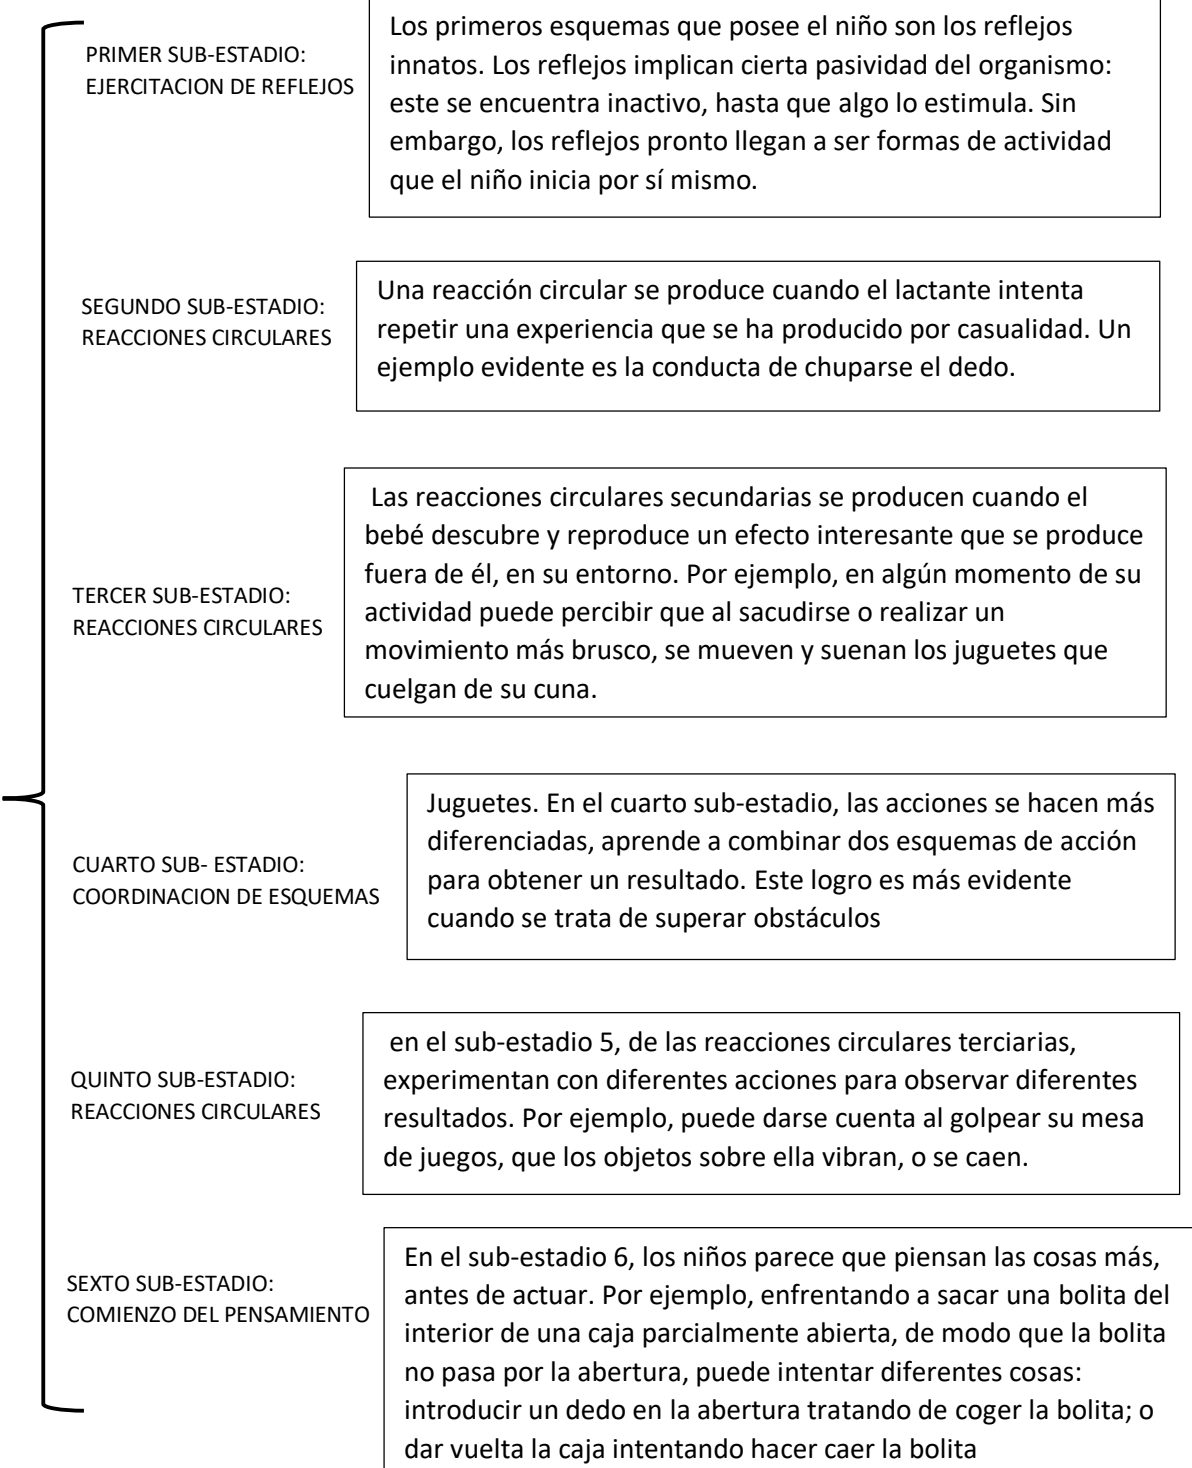 PRIMER SUB-ESTADIO:
EJERCITACION DE REFLEJOS
Los primeros esquemas que posee el niño son los reflejos
innatos. Los reflejos implican cierta pasividad del organismo:
este se encuentra inactivo, hasta que algo lo estimula. Sin
embargo, los reflejos pronto llegan a ser formas de actividad
que el niño inicia por sí mismo.
SEGUNDO SUB-ESTADIO:
REACCIONES CIRCULARES
Una reacción circular se produce cuando el lactante intenta
repetir una experiencia que se ha producido por casualidad. Un
ejemplo evidente es la conducta de chuparse el dedo.
TERCER SUB-ESTADIO:
REACCIONES CIRCULARES
Las reacciones circulares secundarias se producen cuando el
bebé descubre y reproduce un efecto interesante que se produce
fuera de él, en su entorno. Por ejemplo, en algún momento de su
actividad puede percibir que al sacudirse o realizar un
movimiento más brusco, se mueven y suenan los juguetes que
cuelgan de su cuna.
CUARTO SUB- ESTADIO:
COORDINACION DE ESQUEMAS
Juguetes. En el cuarto sub-estadio, las acciones se hacen más
diferenciadas, aprende a combinar dos esquemas de acción
para obtener un resultado. Este logro es más evidente
cuando se trata de superar obstáculos
QUINTO SUB-ESTADIO:
REACCIONES CIRCULARES
en el sub-estadio 5, de las reacciones circulares terciarias,
experimentan con diferentes acciones para observar diferentes
resultados. Por ejemplo, puede darse cuenta al golpear su mesa
de juegos, que los objetos sobre ella vibran, o se caen.
SEXTO SUB-ESTADIO:
COMIENZO DEL PENSAMIENTO
En el sub-estadio 6, los niños parece que piensan las cosas más,
antes de actuar. Por ejemplo, enfrentando a sacar una bolita del
interior de una caja parcialmente abierta, de modo que la bolita
no pasa por la abertura, puede intentar diferentes cosas:
introducir un dedo en la abertura tratando de coger la bolita; o
dar vuelta la caja intentando hacer caer la bolita